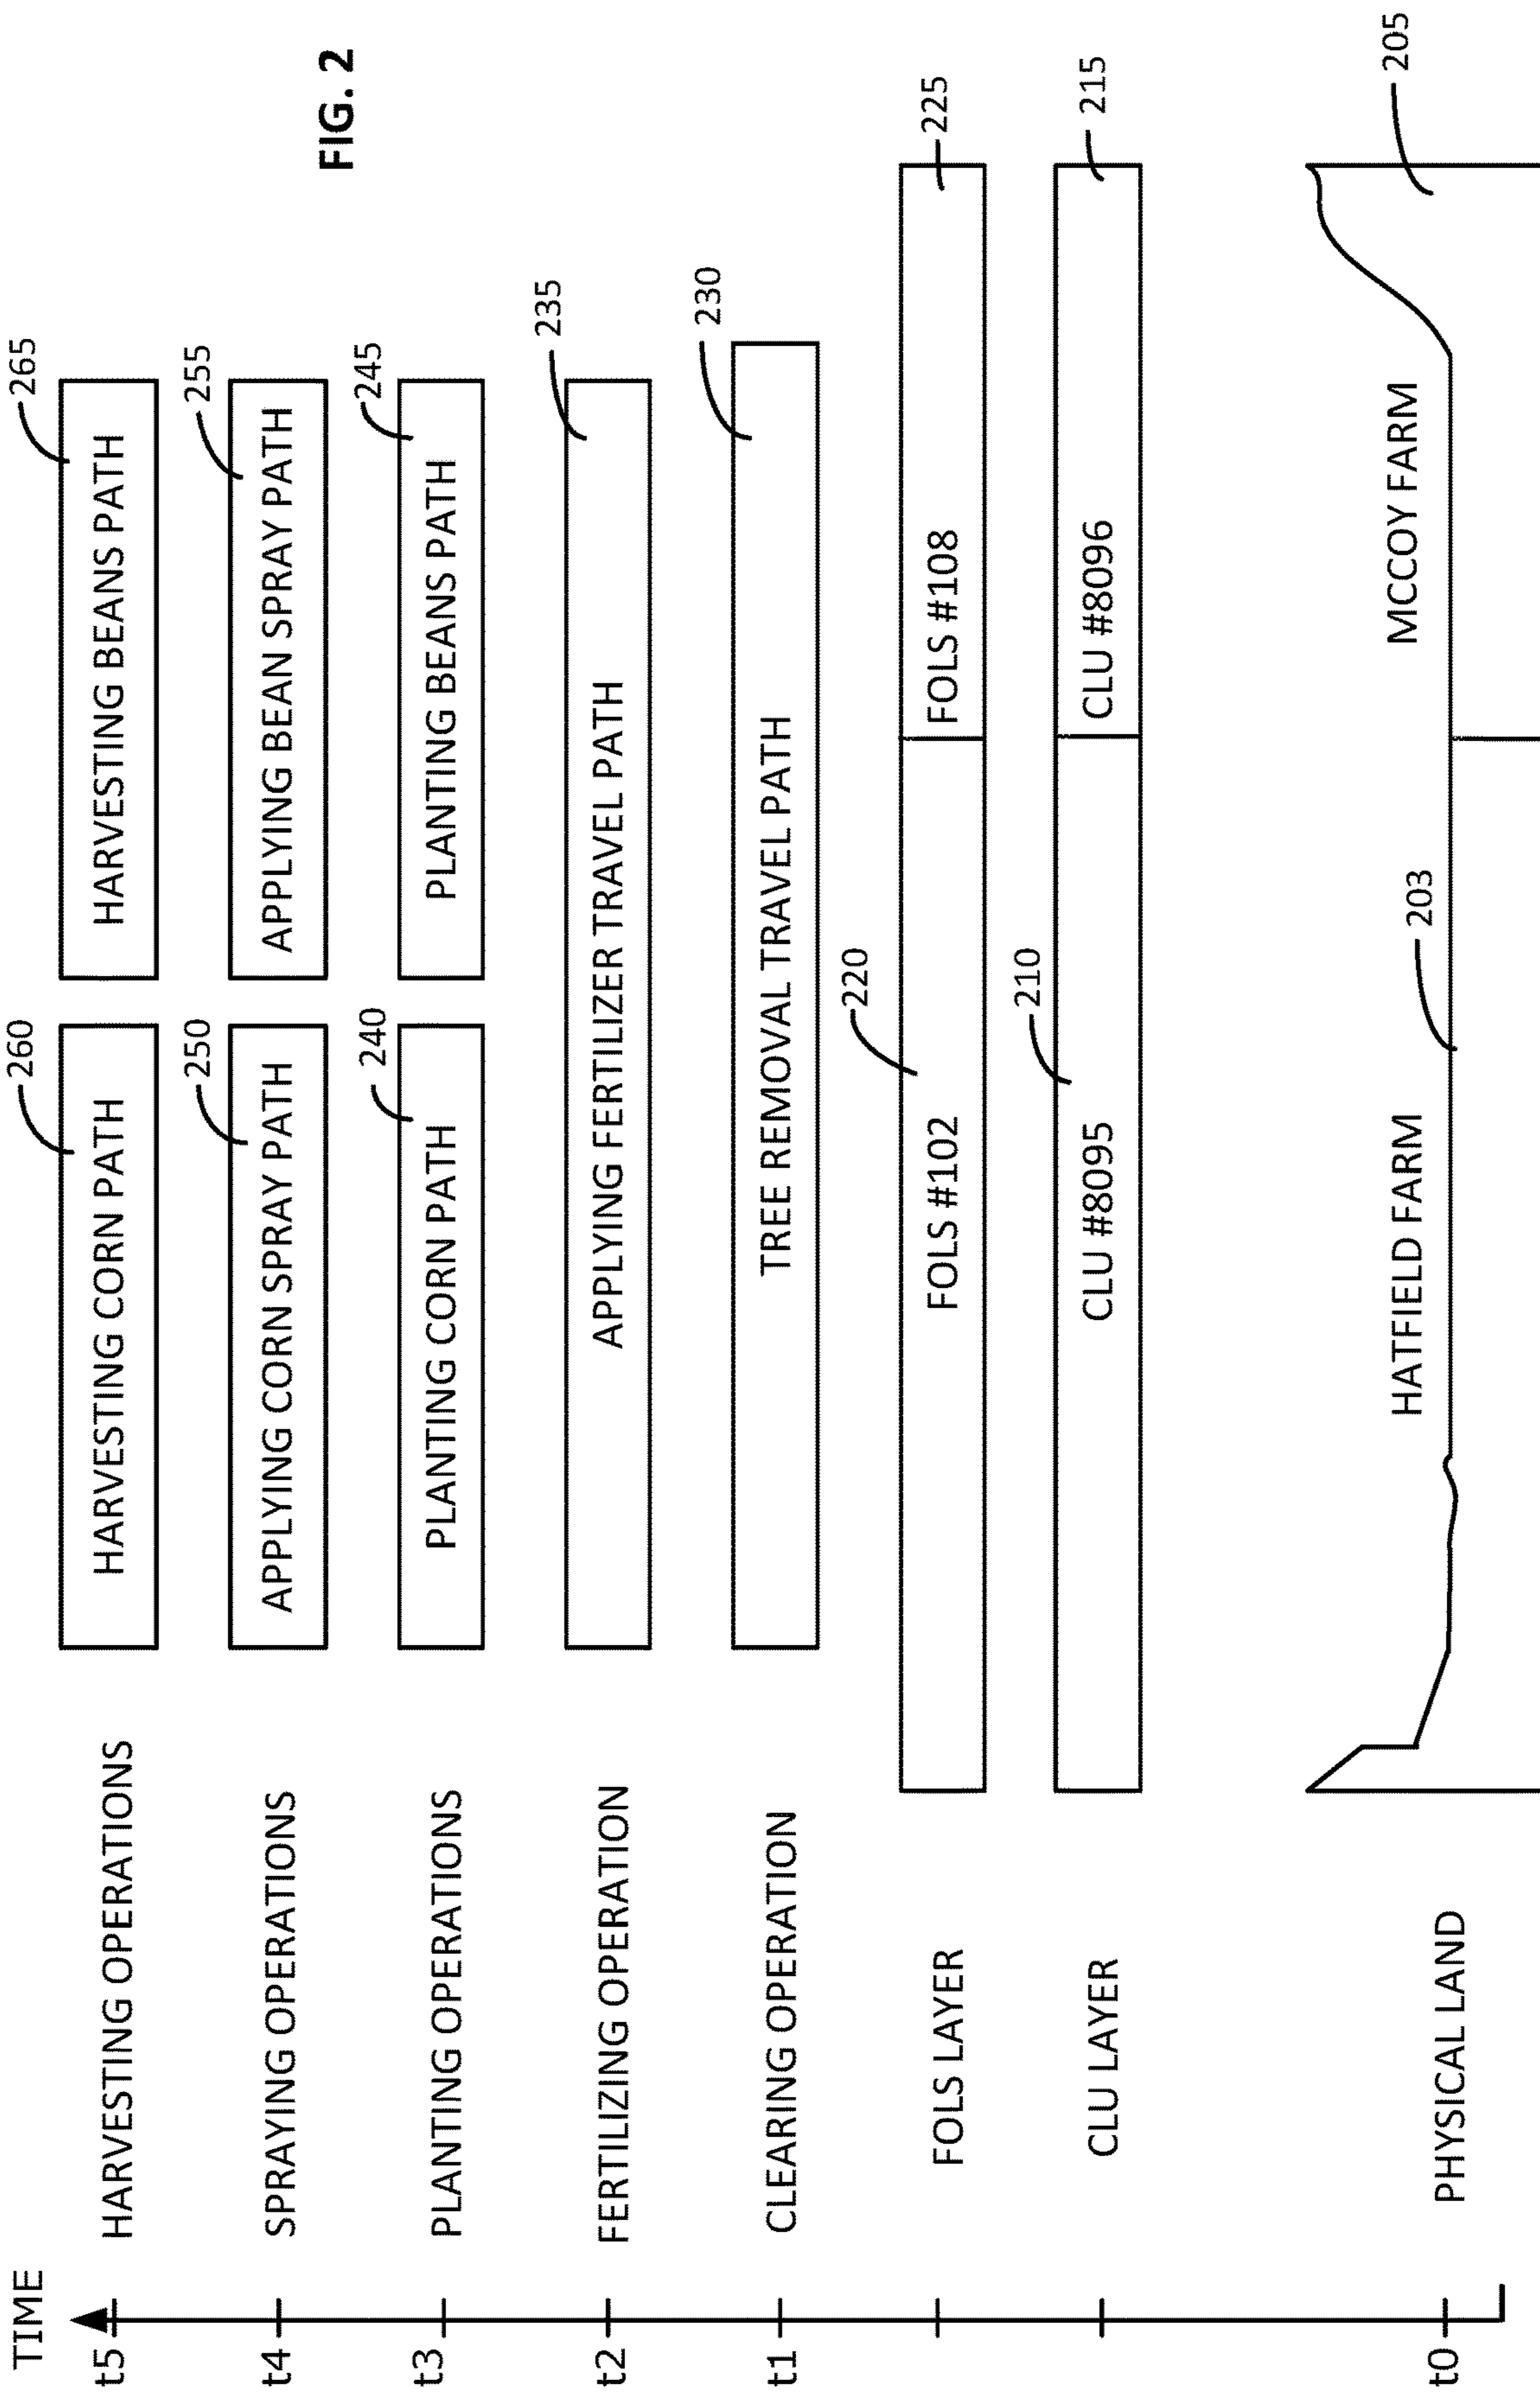 FIG. 2
TIME
t5
HARVESTING OPERATIONS
HARVESTING CORN PATH
260
HARVESTING BEANS PATH
265
t4
SPRAYING OPERATIONS
APPLYING CORN SPRAY PATH
250
APPLYING BEAN SPRAY PATH
255
t3
PLANTING OPERATIONS
PLANTING CORN PATH
240
PLANTING BEANS PATH
245
t2
FERTILIZING OPERATION
APPLYING FERTILIZER TRAVEL PATH
235
t1
CLEARING OPERATION
TREE REMOVAL TRAVEL PATH
230
FOLS LAYER
FOLS #102
220
FOLS #108
225
CLU LAYER
CLU #8095
210
CLU #8096
215
t0
PHYSICAL LAND
HATFIELD FARM
203
MCCOY FARM
205